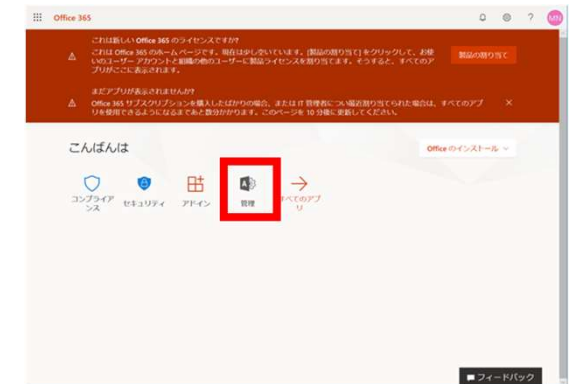 Office 365
?
MN
これは新しい Office 365 のライセンスですか?
これは Office 365 のホーム ページです。現在は少し空いています。[製品の割り当て] をクリックして、お使
いのユーザー アカウントと組織の他のユーザーに製品ライセンスを割り当てます。そうすると、すべてのア
プリがここに表示されます。
製品の割り当て
まだアプリが表示されませんか?
Office 365 サブスクリプションを購入したばかりの場合、または IT 管理者につい最近割り当てられた場合は、すべてのアプ
リを使用できるようになるまであと数分かかります。このページを 10 分後に更新してください。
こんばんは
Office のインストール
コンプライア
ンス
セキュリティ
アドイン
管理
すべてのアプ
リ
フィードバック